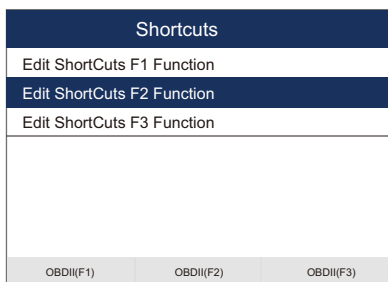 Shortcuts
Edit ShortCuts F1 Function
Edit ShortCuts F2 Function
Edit ShortCuts F3 Function
OBDII(F1) OBDII(F2) OBDII(F3)